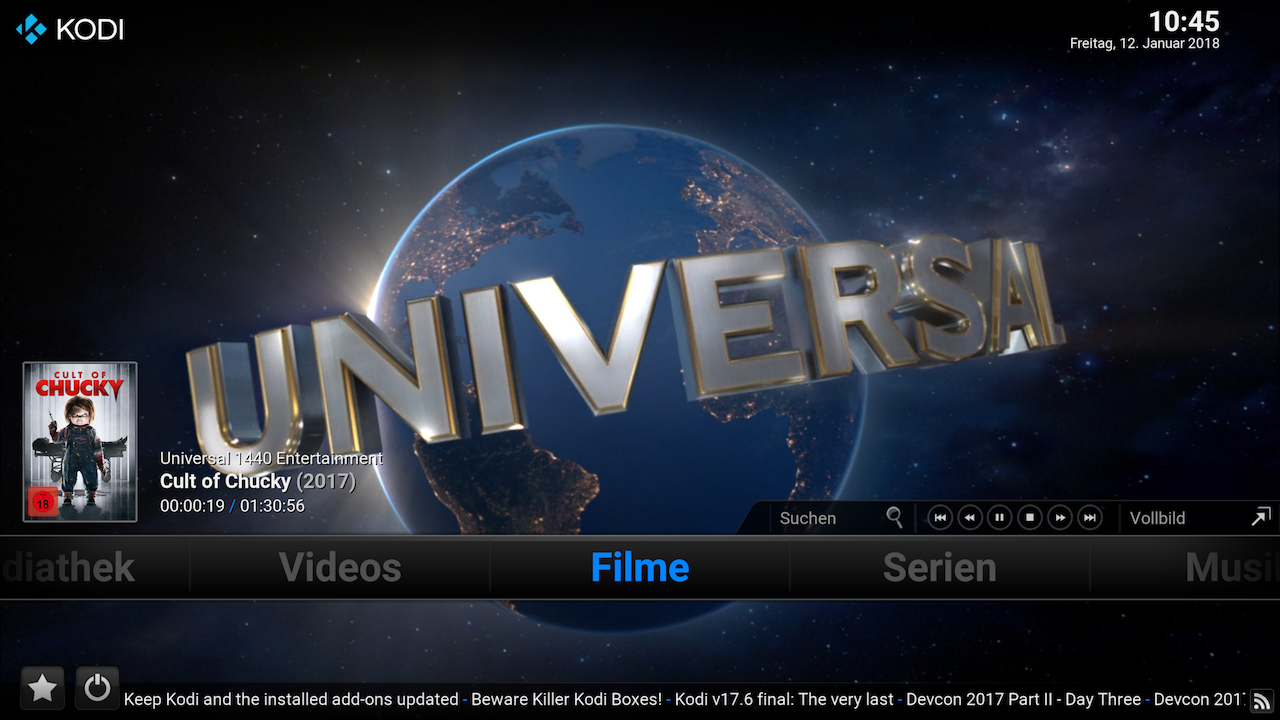 KODI
10:45
Freitag, 12. Januar 2018
UNIVERSAL
CULT OF
CHUCKY
18
Universal 1440 Entertainment
Cult of Chucky (2017)
00:00:19 / 01:30:56
Suchen
Vollbild
diathek
Videos
Filme
Serien
Musi
Keep Kodi and the installed add-ons updated - Beware Killer Kodi Boxes! - Kodi v17.6 final: The very last - Devcon 2017 Part II - Day Three - Devcon 201